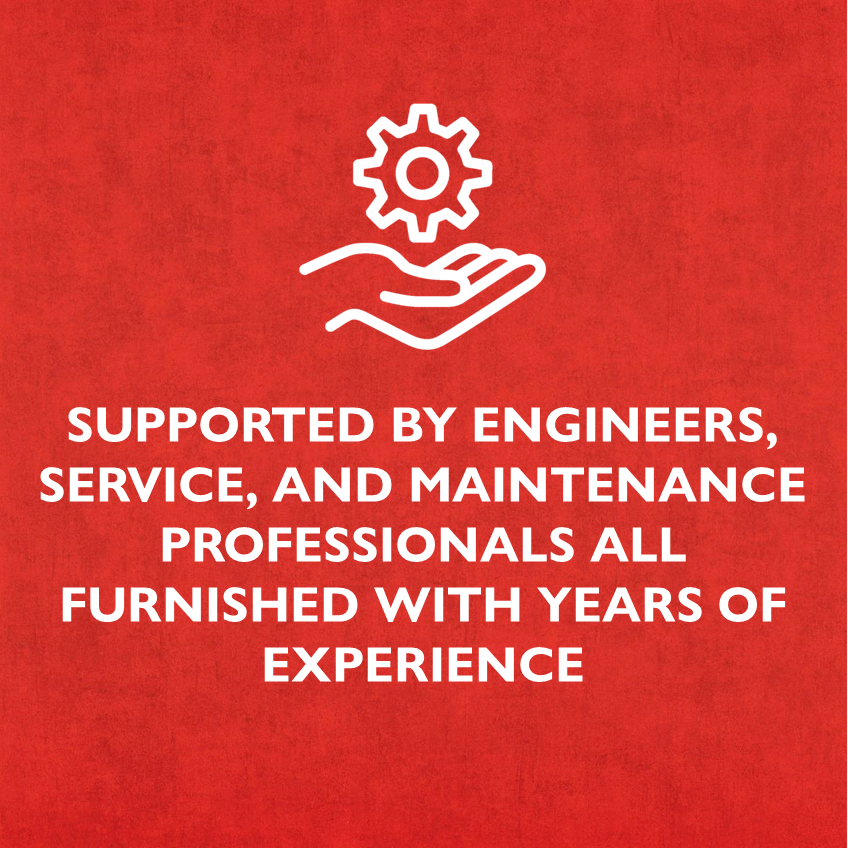 SUPPORTED BY ENGINEERS,
SERVICE, AND MAINTENANCE
PROFESSIONALS ALL
FURNISHED WITH YEARS OF
EXPERIENCE